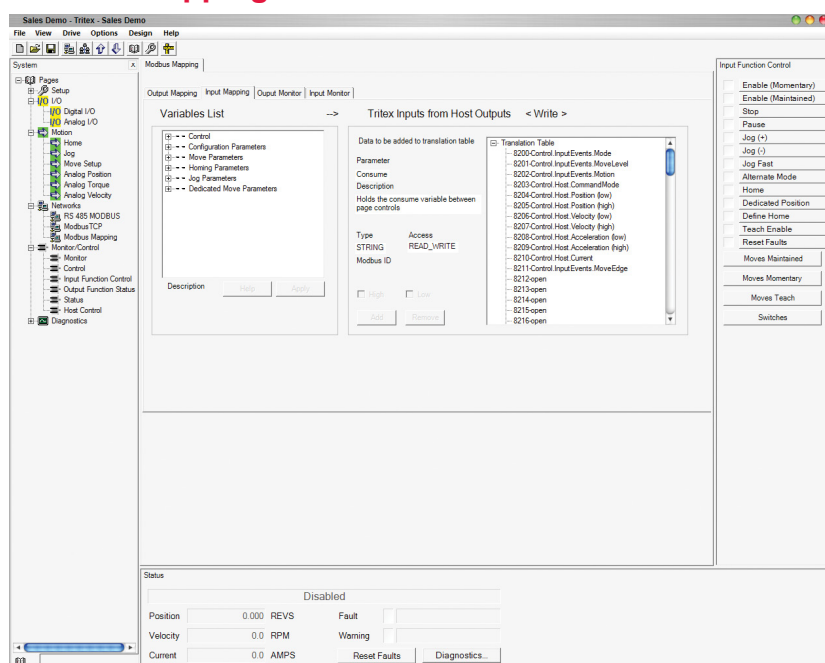 Sales Demo - Tritex - Sales Demo
File View Drive Options Design Help
System x
Pages
Setup
I/O I/O
I/O Digital I/O
I/O Analog I/O
Motion
Home
Jog
Move Setup
Analog Position
Analog Torque
Analog Velocity
Networks
RS 485 MODBUS
ModbusTCP
Modbus Mapping
Monitor/Control
Monitor
Control
Input Function Control
Output Function Status
Status
Host Control
Diagnostics
Modbus Mapping
Output Mapping Input Mapping Ouput Monitor Input Monitor
Variables List --> Tritex Inputs from Host Outputs < Write >
Control
Configuration Parameters
Move Parameters
Homing Parameters
Jog Parameters
Dedicated Move Parameters
Description Help Apply
Data to be added to translation table
Parameter
Consume
Description
Holds the consume variable between
page controls
Type Access
STRING READ_WRITE
Modbus ID
High Low
Add Remove
Translation Table
8200-Control.InputEvents.Mode
8201-Control.InputEvents.MoveLevel
8202-Control.InputEvents.Motion
8203-Control.Host.CommandMode
8204-Control.Host.Position (low)
8205-Control.Host.Position (high)
8206-Control.Host.Velocity (low)
8207-Control.Host.Velocity (high)
8208-Control.Host.Acceleration (low)
8209-Control.Host.Acceleration (high)
8210-Control.Host.Current
8211-Control.InputEvents.MoveEdge
8212-open
8213-open
8214-open
8215-open
8216-open
Input Function Control
Enable (Momentary)
Enable (Maintained)
Stop
Pause
Jog (+)
Jog (-)
Jog Fast
Alternate Mode
Home
Dedicated Position
Define Home
Teach Enable
Reset Faults
Moves Maintained
Moves Momentary
Moves Teach
Switches
Status
Disabled
Position 0.000 REVS Fault
Velocity 0.0 RPM Warning
Current 0.0 AMPS Reset Faults Diagnostics...